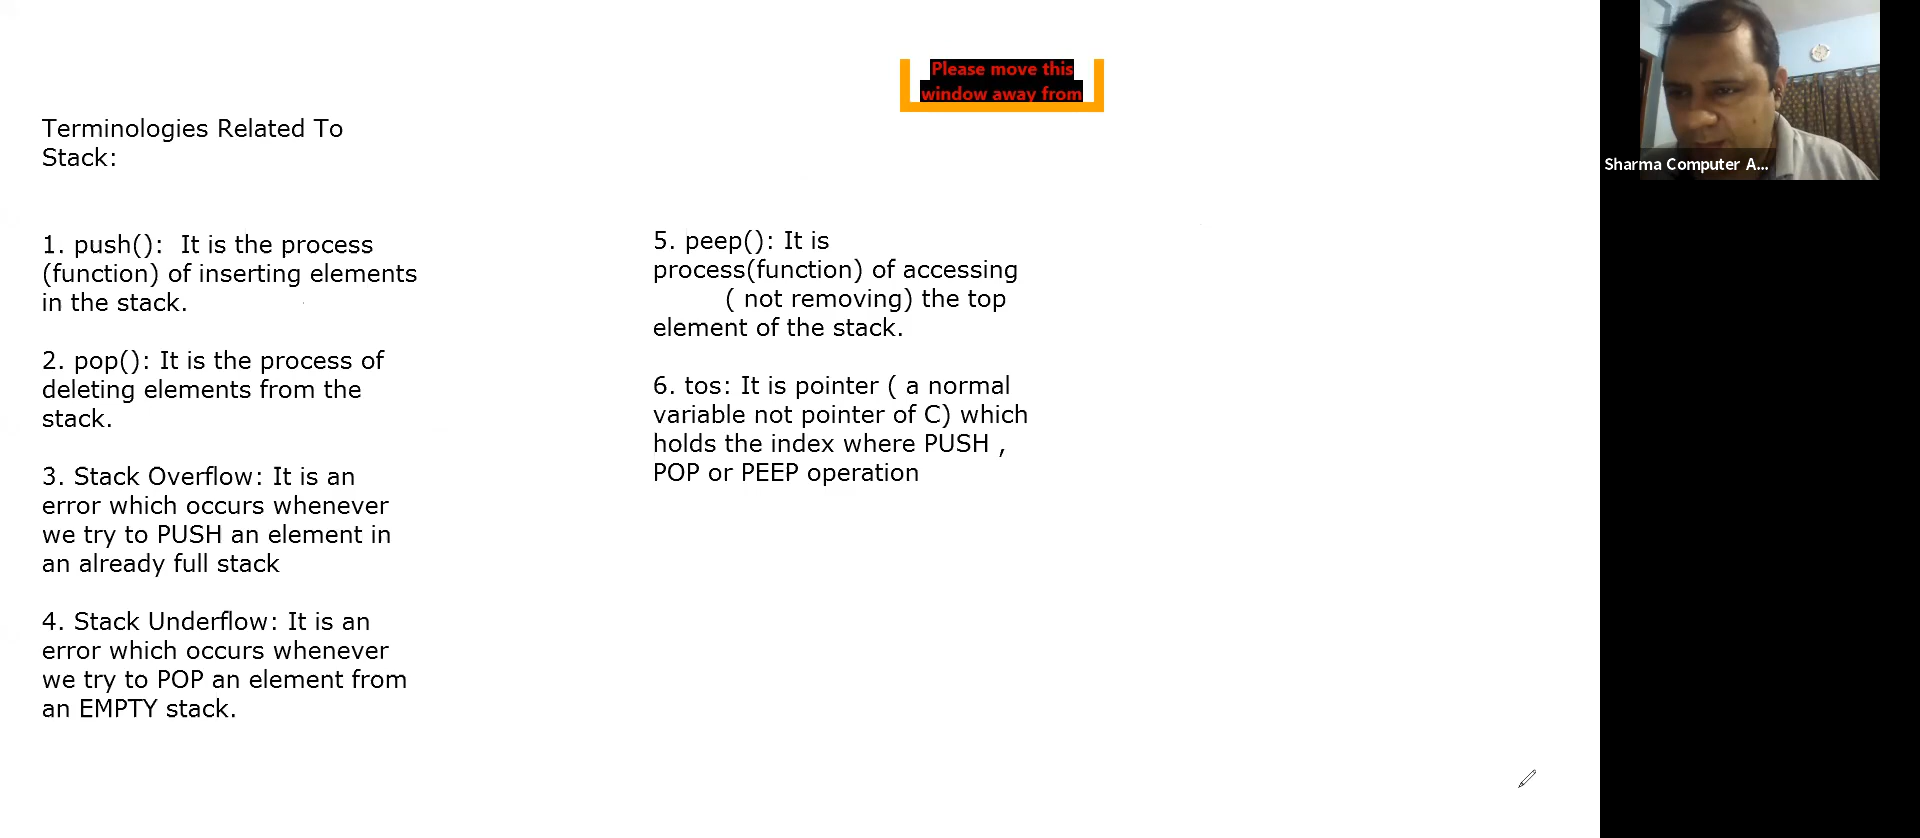 Please move this
window away from
Terminologies Related To
Stack:
1. push():  It is the process
(function) of inserting elements
in the stack.
2. pop(): It is the process of
deleting elements from the
stack.
3. Stack Overflow: It is an
error which occurs whenever
we try to PUSH an element in
an already full stack
4. Stack Underflow: It is an
error which occurs whenever
we try to POP an element from
an EMPTY stack.
5. peep(): It is
process(function) of accessing
( not removing) the top
element of the stack.
6. tos: It is pointer ( a normal
variable not pointer of C) which
holds the index where PUSH ,
POP or PEEP operation
Sharma Computer A...